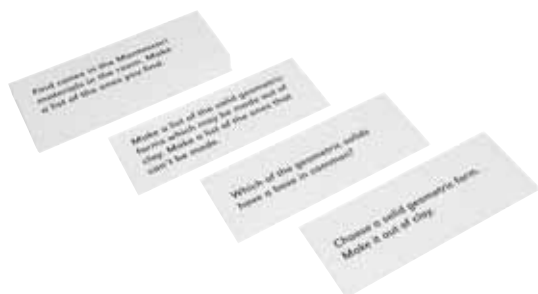 Find cones in the Montessori
materials in the room. Make
a list of the ones you find.
Make a list of the solid geometric
forms which may be made out of
clay. Make a list of the ones that
can't be made.
Which of the geometric solids
have a base in common?
Choose a solid geometric form.
Make it out of clay.